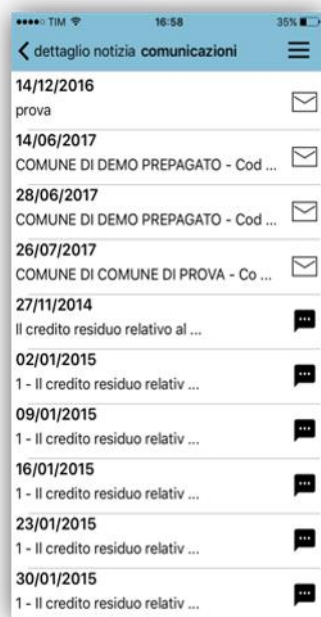 TIM 16:58 35%
dettaglio notizia comunicazioni
14/12/2016
prova
14/06/2017
COMUNE DI DEMO PREPAGATO - Cod ...
28/06/2017
COMUNE DI DEMO PREPAGATO - Cod ...
26/07/2017
COMUNE DI COMUNE DI PROVA - Co ...
27/11/2014
Il credito residuo relativo al ...
02/01/2015
1 - Il credito residuo relativ ...
09/01/2015
1 - Il credito residuo relativ ...
16/01/2015
1 - Il credito residuo relativ ...
23/01/2015
1 - Il credito residuo relativ ...
30/01/2015
1 - Il credito residuo relativ ...